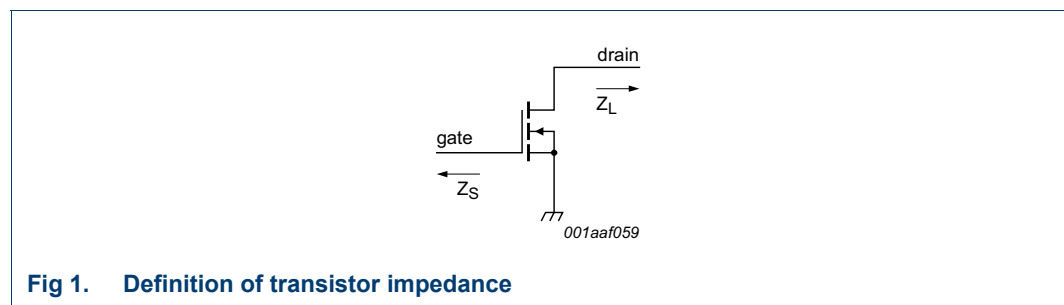 drain
Z_L
gate
Z_S
001aaf059
Fig 1. Definition of transistor impedance